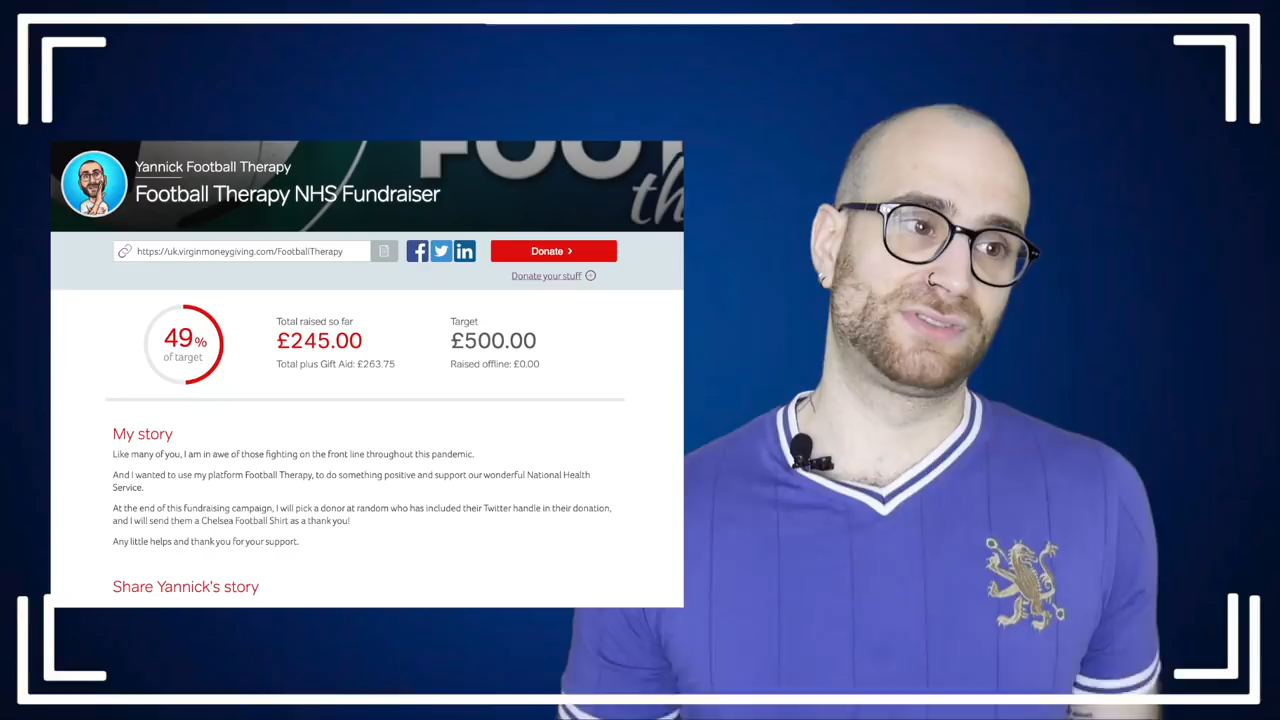 FOOT
th
Yannick Football Therapy
Football Therapy NHS Fundraiser
https://uk.virginmoneygiving.com/FootballTherapy
Donate >
Donate your stuff
49%
of target
Total raised so far
£245.00
Total plus Gift Aid: £263.75
Target
£500.00
Raised offline: £0.00
My story
Like many of you, I am in awe of those fighting on the front line throughout this pandemic.
And I wanted to use my platform Football Therapy, to do something positive and support our wonderful National Health
Service.
At the end of this fundraising campaign, I will pick a donor at random who has included their Twitter handle in their donation,
and I will send them a Chelsea Football Shirt as a thank you!
Any little helps and thank you for your support.
Share Yannick's story